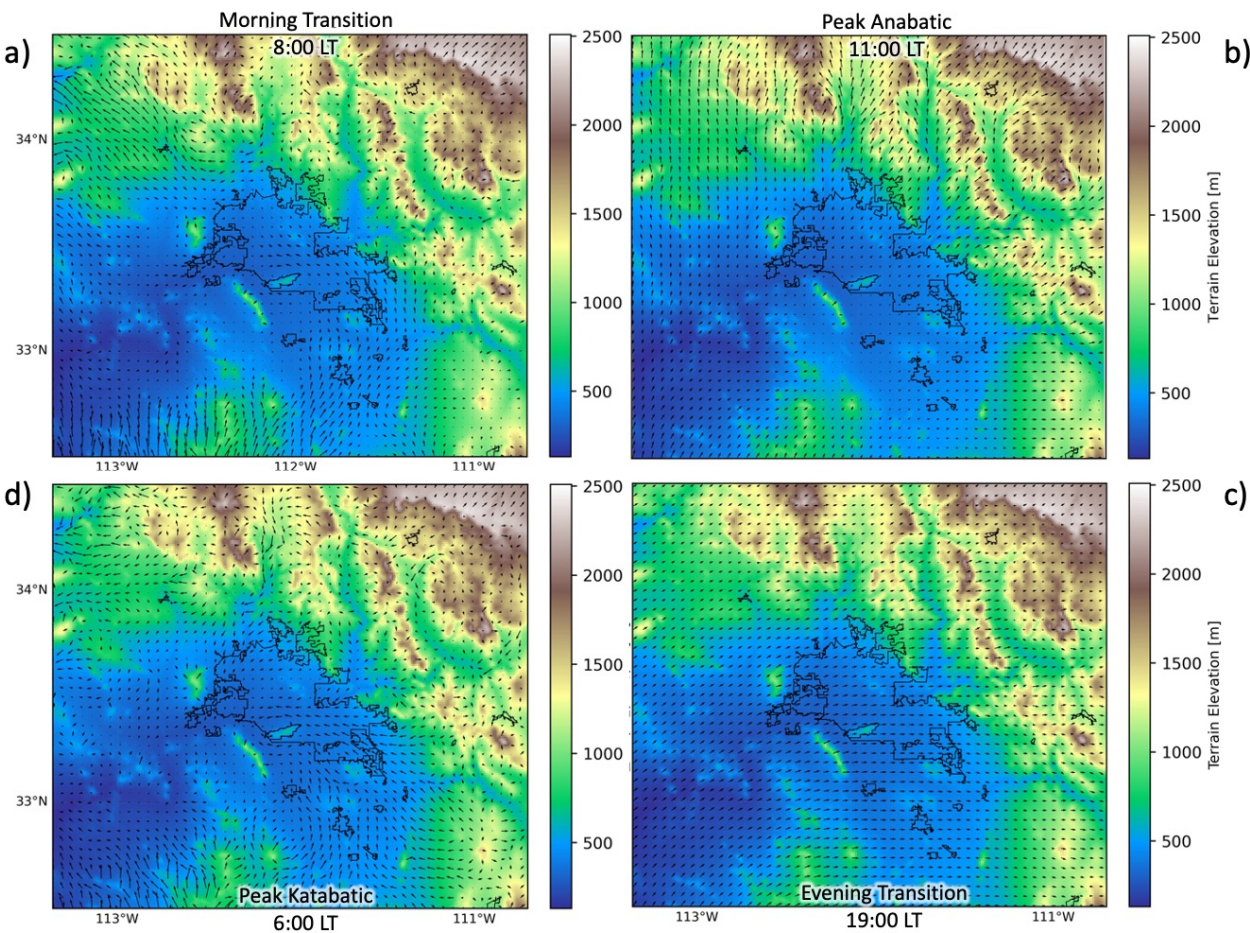 Morning Transition
8:00 LT
Peak Anabatic
11:00 LT
a)
b)
2500
2000
1500
1000
500
34°N
33°N
113°W
112°W
111°W
2500
2000
1500
1000
500
Terrain Elevation [m]
d)
c)
34°N
33°N
113°W
111°W
Peak Katabatic
6:00 LT
2500
2000
1500
1000
500
113°W
111°W
Evening Transition
19:00 LT
2500
2000
1500
1000
500
Terrain Elevation [m]